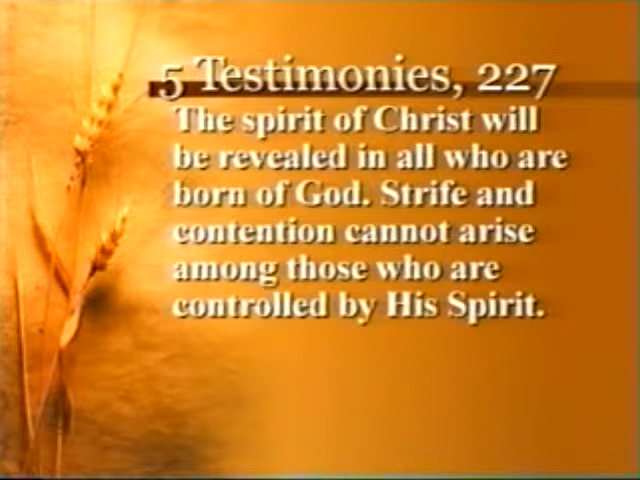 5 Testimonies, 227
The spirit of Christ will
be revealed in all who are
born of God. Strife and
contention cannot arise
among those who are
controlled by His Spirit.